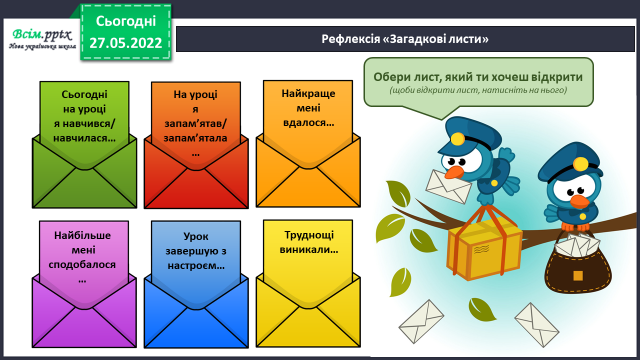 Всім.pptx
Нова українська школа
Сьогодні
27.05.2022
Рефлексія «Загадкові листи»
Обери лист, який ти хочеш відкрити
(щоби відкрити лист, натисніть на нього)
Сьогодні
на уроці
я навчився/
навчилася…
На уроці
я
запам’ятав/
запам’ятала
…
Найкраще
мені
вдалося…
Найбільше
мені
сподобалося
…
Урок
завершую з
настроєм…
Труднощі
виникали…